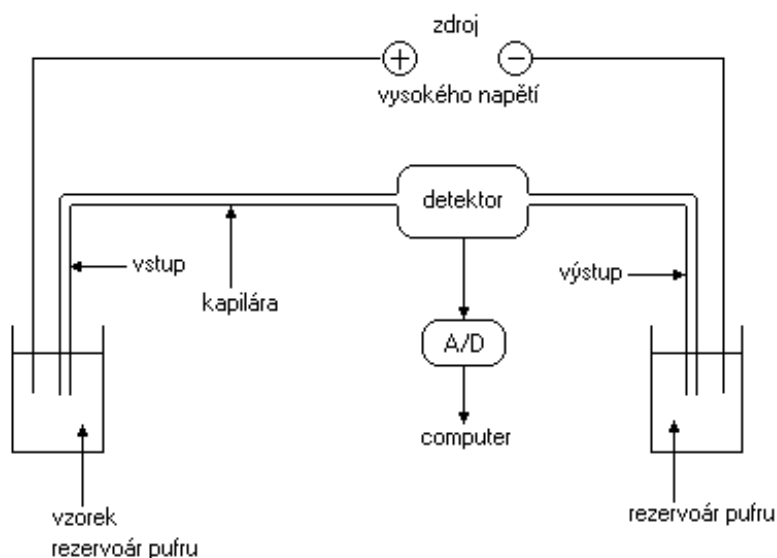 zdroj
+ −
vysokého napětí
detektor
vstup
výstup
kapilára
A/D
computer
vzorek
rezervoár pufru
rezervoár pufru